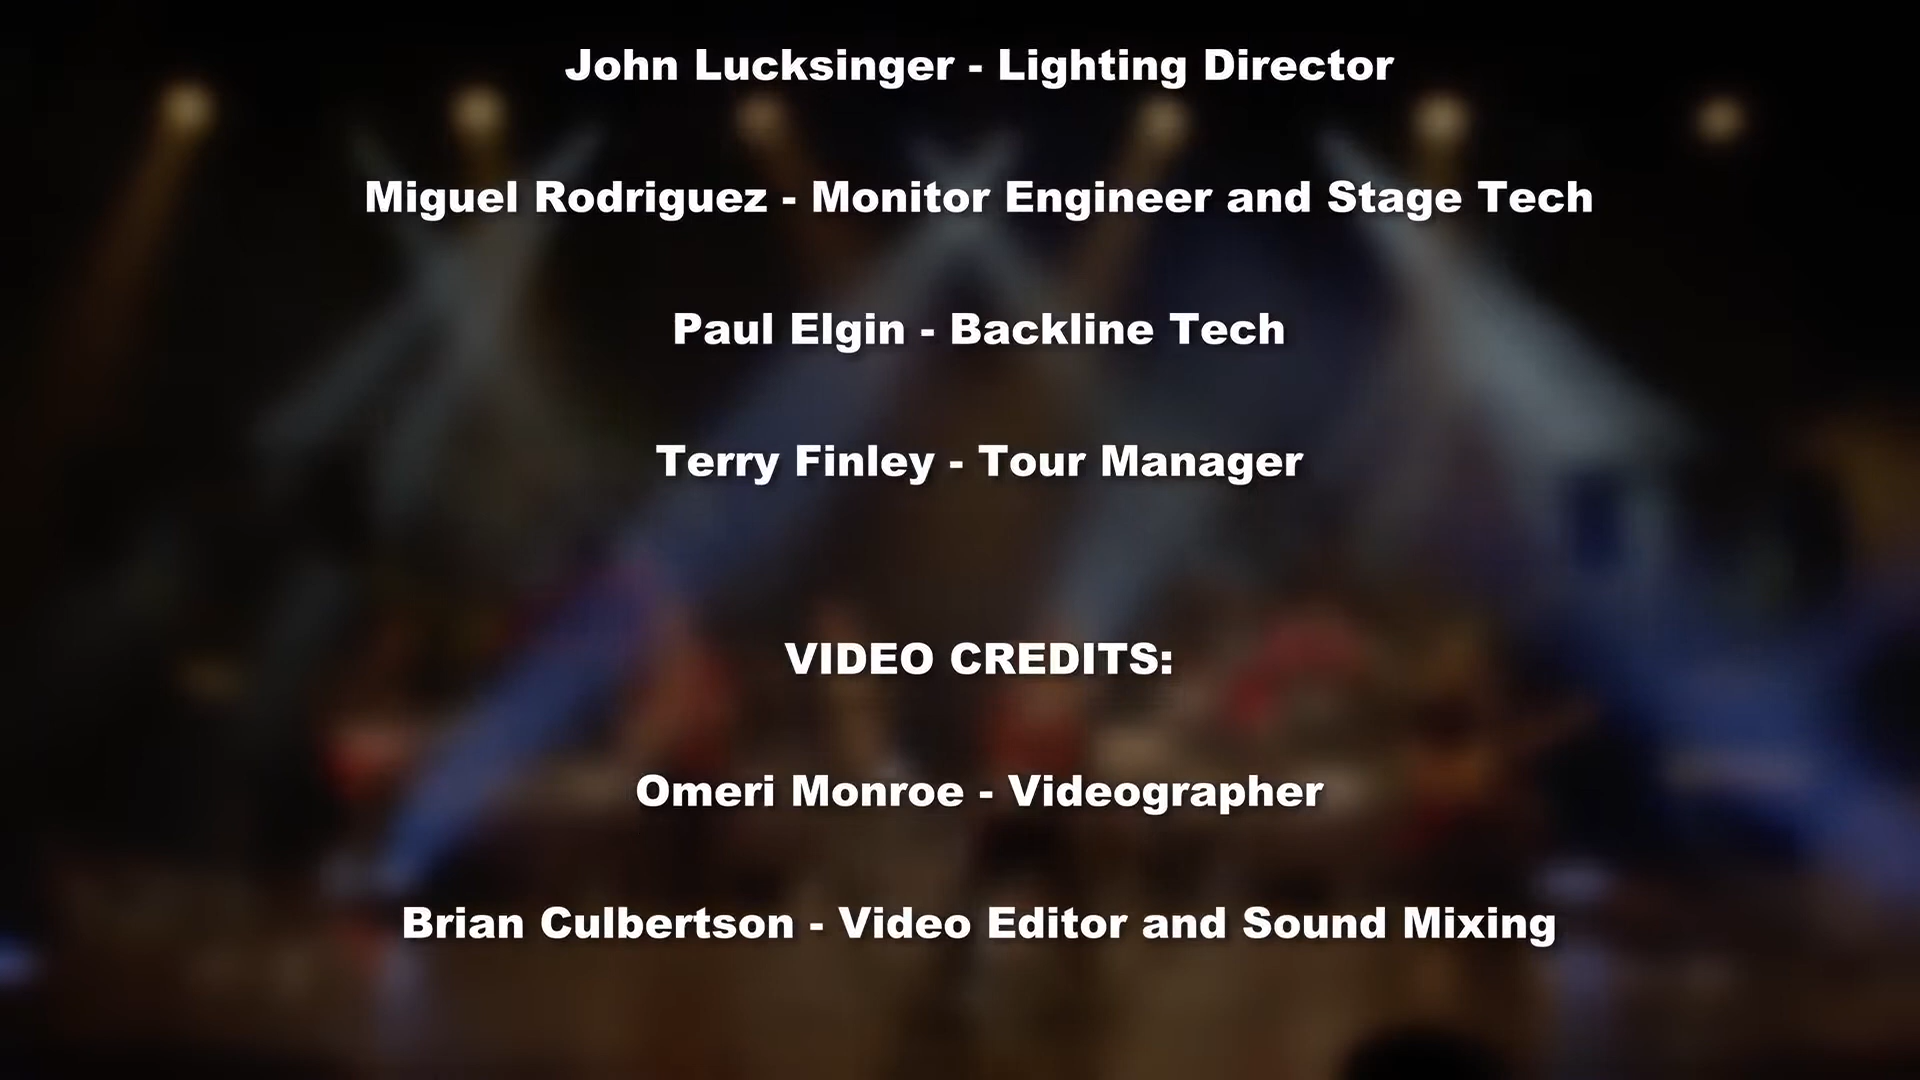 John Lucksinger - Lighting Director
Miguel Rodriguez - Monitor Engineer and Stage Tech
Paul Elgin - Backline Tech
Terry Finley - Tour Manager
VIDEO CREDITS:
Omeri Monroe - Videographer
Brian Culbertson - Video Editor and Sound Mixing